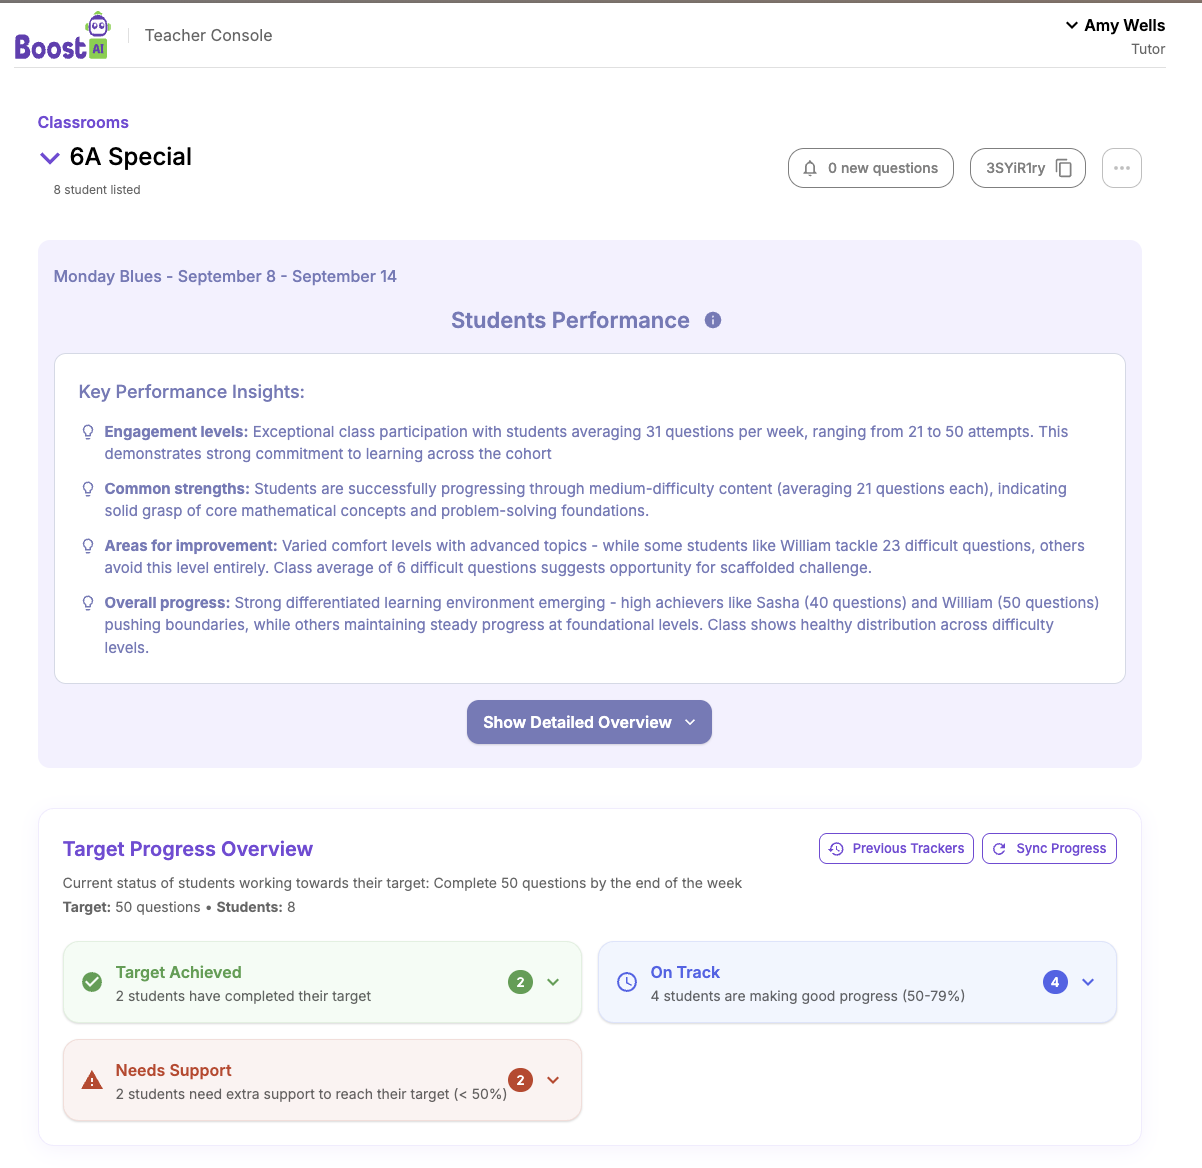 Boost AI
Teacher Console
Amy Wells
Tutor
Classrooms
6A Special
8 student listed
0 new questions
3SYiR1ry
Monday Blues - September 8 - September 14
Students Performance
Key Performance Insights:
Engagement levels: Exceptional class participation with students averaging 31 questions per week, ranging from 21 to 50 attempts. This
demonstrates strong commitment to learning across the cohort
Common strengths: Students are successfully progressing through medium-difficulty content (averaging 21 questions each), indicating
solid grasp of core mathematical concepts and problem-solving foundations.
Areas for improvement: Varied comfort levels with advanced topics - while some students like William tackle 23 difficult questions, others
avoid this level entirely. Class average of 6 difficult questions suggests opportunity for scaffolded challenge.
Overall progress: Strong differentiated learning environment emerging - high achievers like Sasha (40 questions) and William (50 questions)
pushing boundaries, while others maintaining steady progress at foundational levels. Class shows healthy distribution across difficulty
levels.
Show Detailed Overview
Target Progress Overview
Previous Trackers
Sync Progress
Current status of students working towards their target: Complete 50 questions by the end of the week
Target: 50 questions • Students: 8
Target Achieved
2 students have completed their target
2
On Track
4 students are making good progress (50-79%)
4
Needs Support
2 students need extra support to reach their target (< 50%)
2